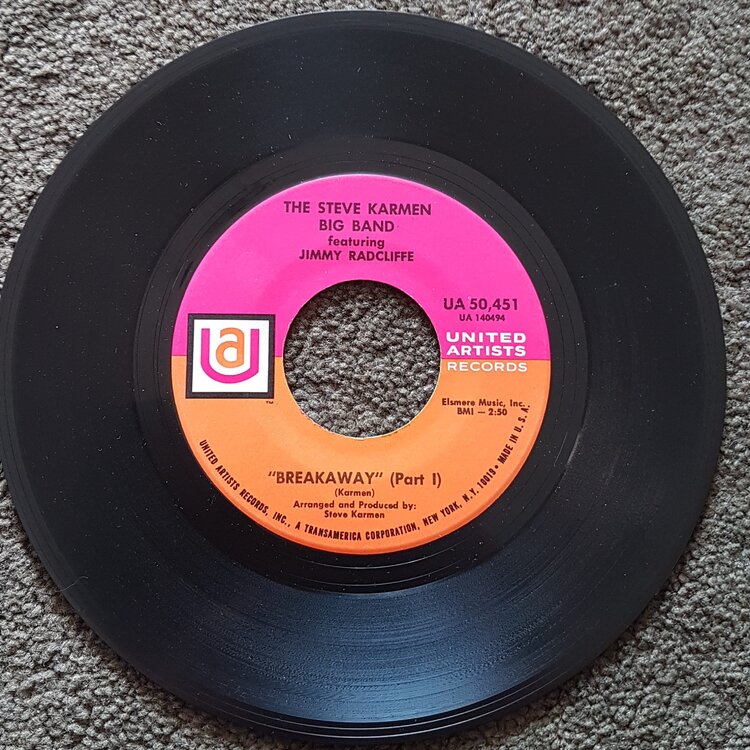 THE STEVE KARMEN
BIG BAND
featuring
JIMMY RADCLIFFE
UA 50,451
UA 140494
ua
TM
UNITED
ARTISTS
RECORDS
Elsmere Music, Inc.
BMI — 2:50
"BREAKAWAY" (Part I)
(Karmen)
Arranged and Produced by:
Steve Karmen
UNITED ARTISTS RECORDS, INC., A TRANSAMERICA CORPORATION, NEW YORK, N.Y. 10019 • MADE IN U.S.A.